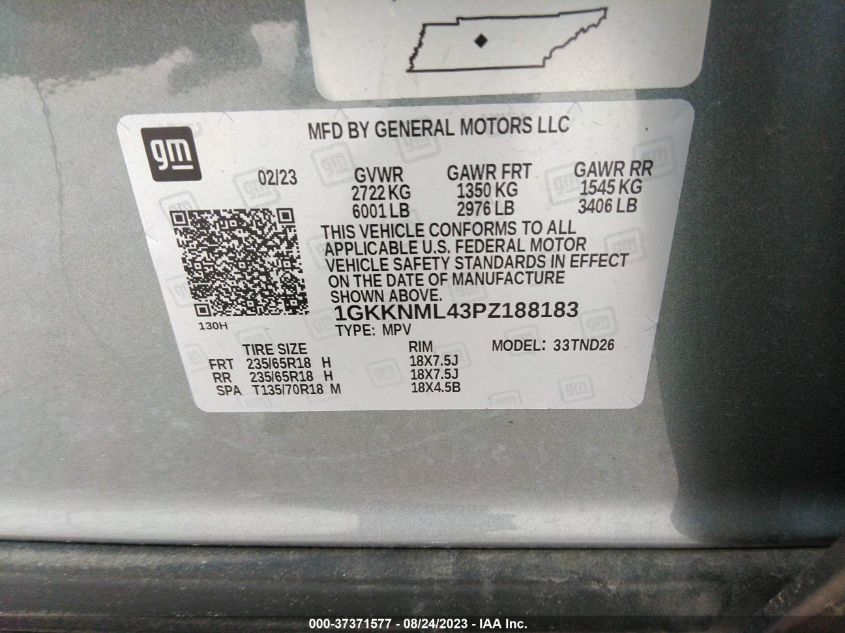 gm
MFD BY GENERAL MOTORS LLC
02/23 GVWR GAWR FRT GAWR RR
2722 KG 1350 KG 1545 KG
6001 LB 2976 LB 3406 LB
THIS VEHICLE CONFORMS TO ALL
APPLICABLE U.S. FEDERAL MOTOR
VEHICLE SAFETY STANDARDS IN EFFECT
ON THE DATE OF MANUFACTURE
SHOWN ABOVE.
1GKKNML43PZ188183
130H
TYPE: MPV
TIRE SIZE RIM MODEL: 33TND26
FRT 235/65R18 H 18X7.5J
RR 235/65R18 H 18X7.5J
SPA T135/70R18 M 18X4.5B
000-37371577 - 08/24/2023 - IAA Inc.